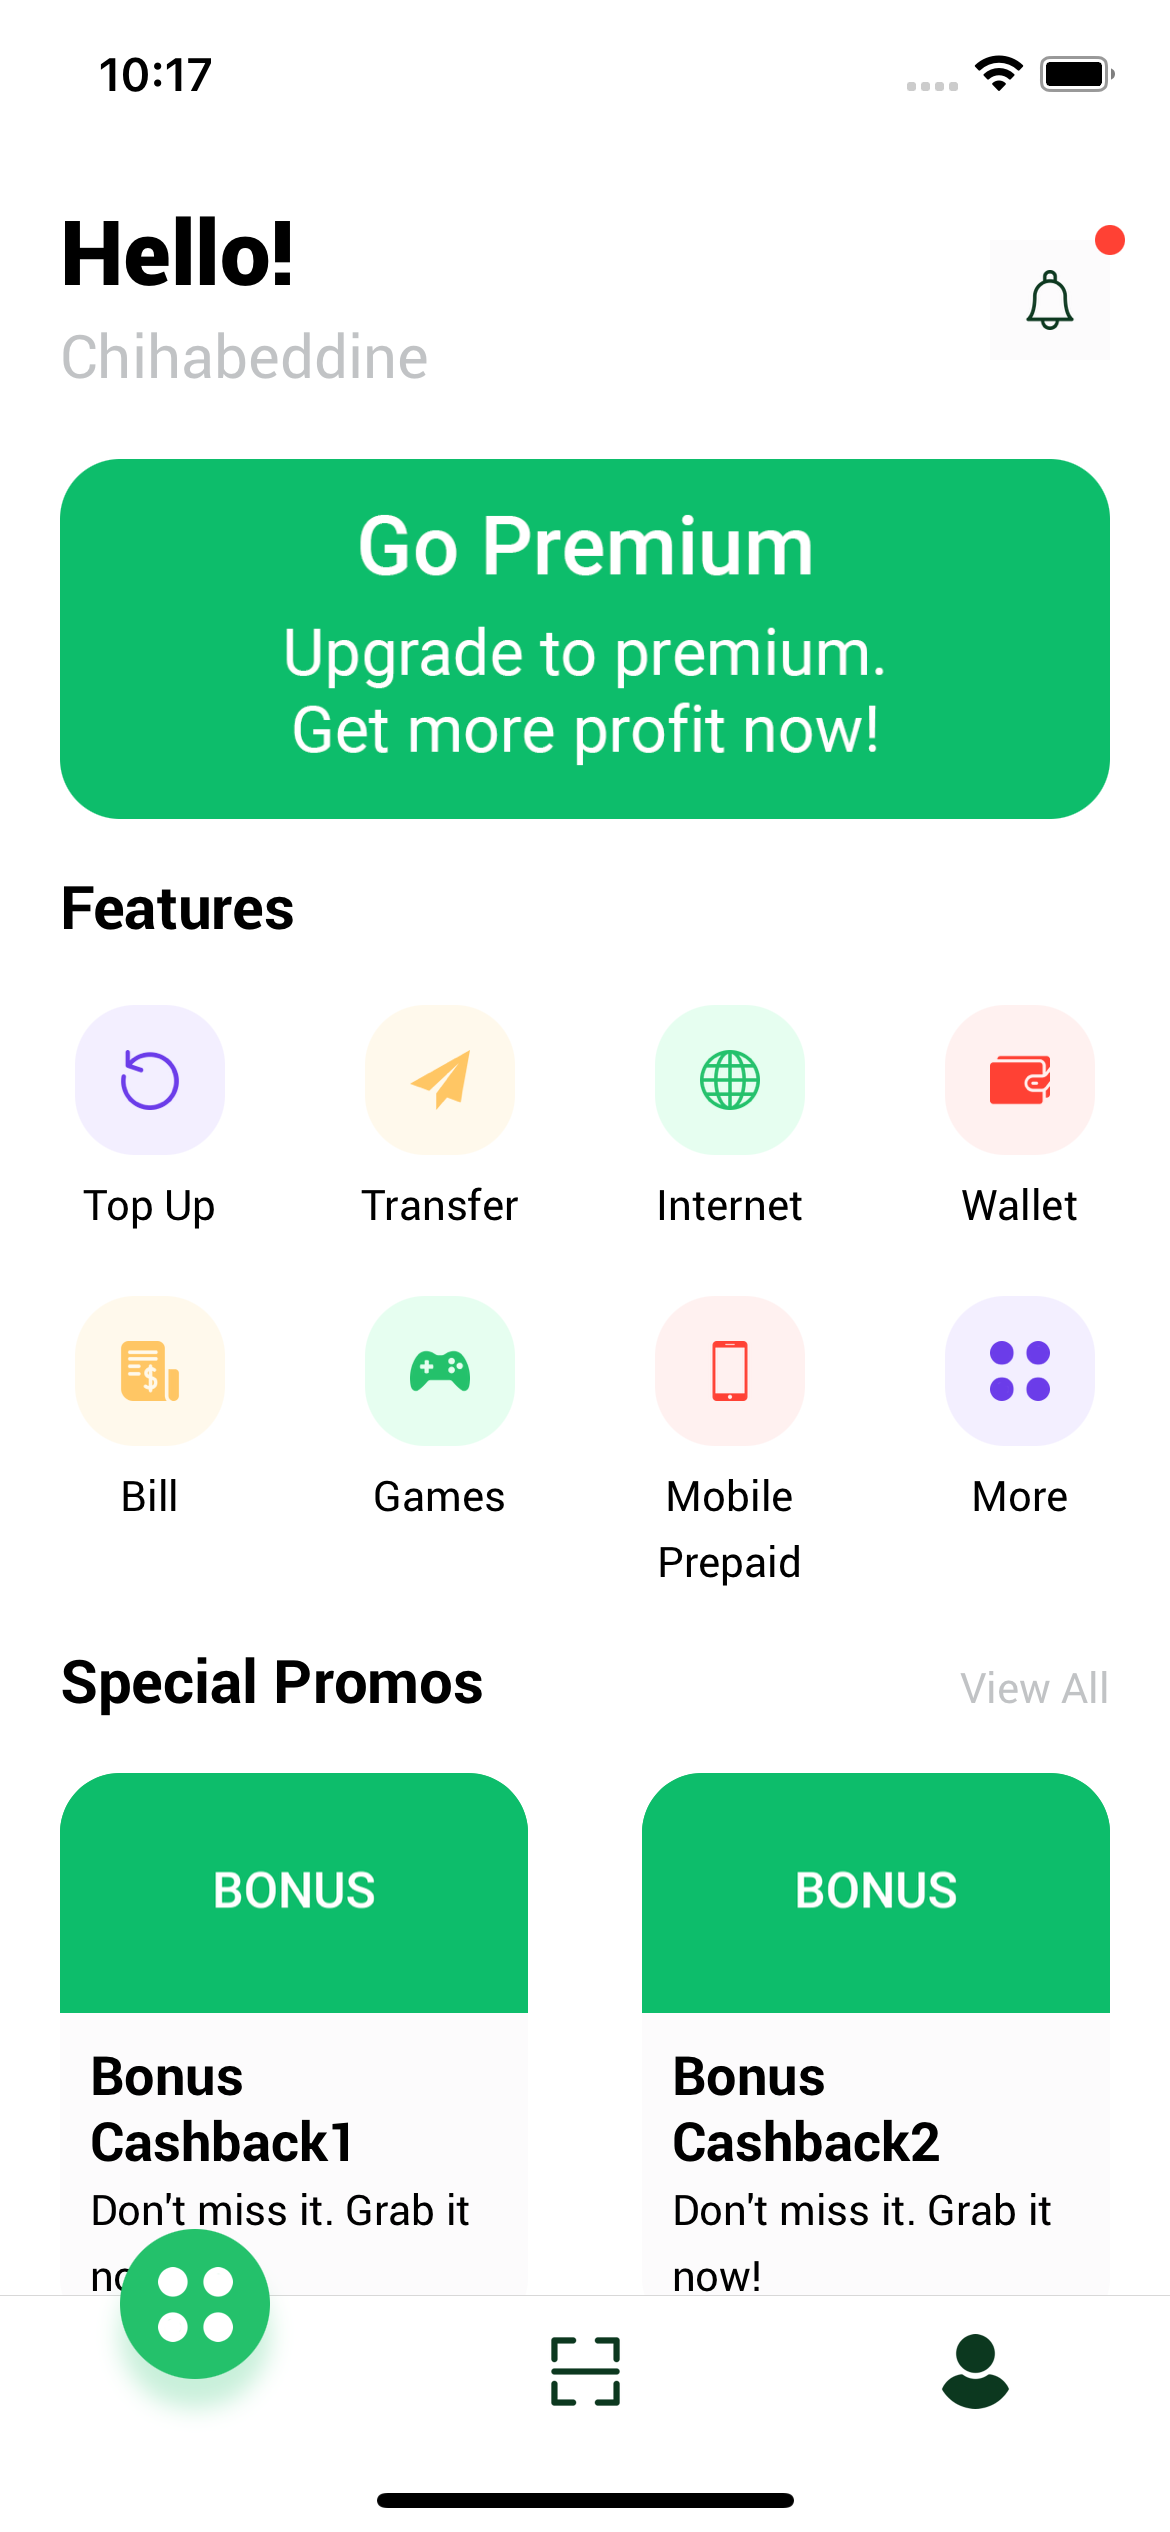 10:17
Hello!
Chihabeddine
Go Premium
Upgrade to premium.
Get more profit now!
Features
Top Up
Transfer
Internet
Wallet
Bill
Games
Mobile
Prepaid
More
Special Promos
View All
BONUS
Bonus
Cashback1
Don't miss it. Grab it
BONUS
Bonus
Cashback2
Don't miss it. Grab it
now!